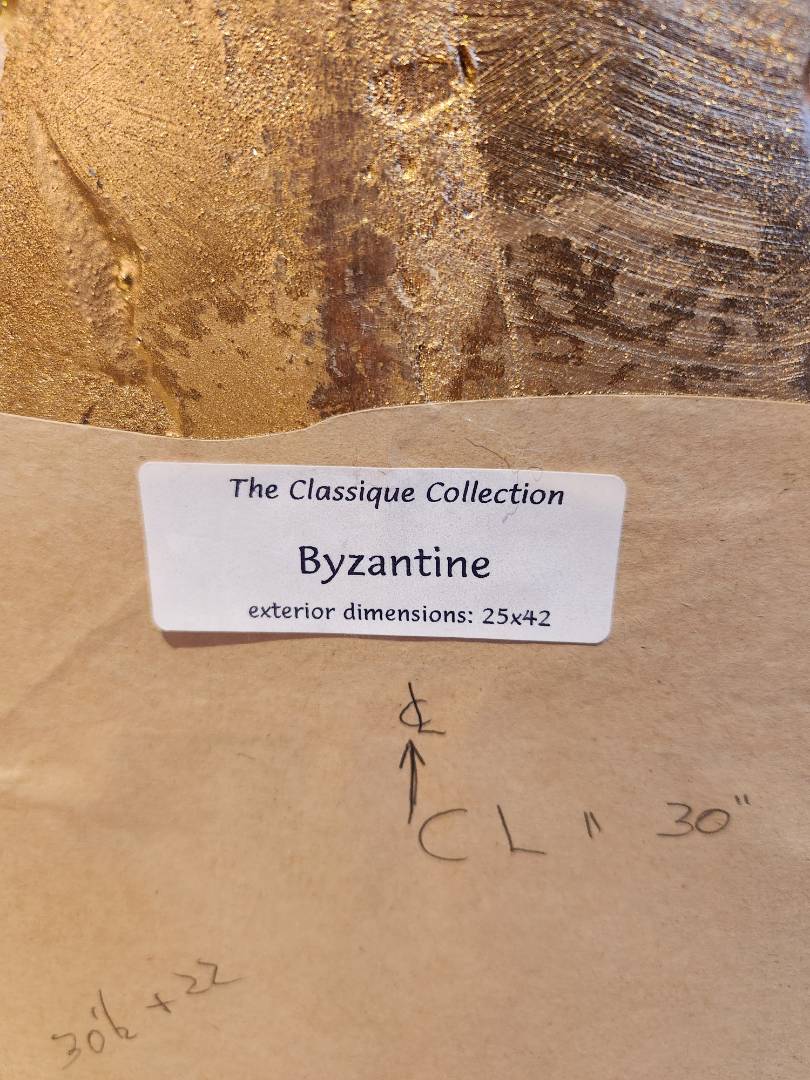 The Classique Collection
Byzantine
exterior dimensions: 25x42
℄
CL " 30"
30½ + 22